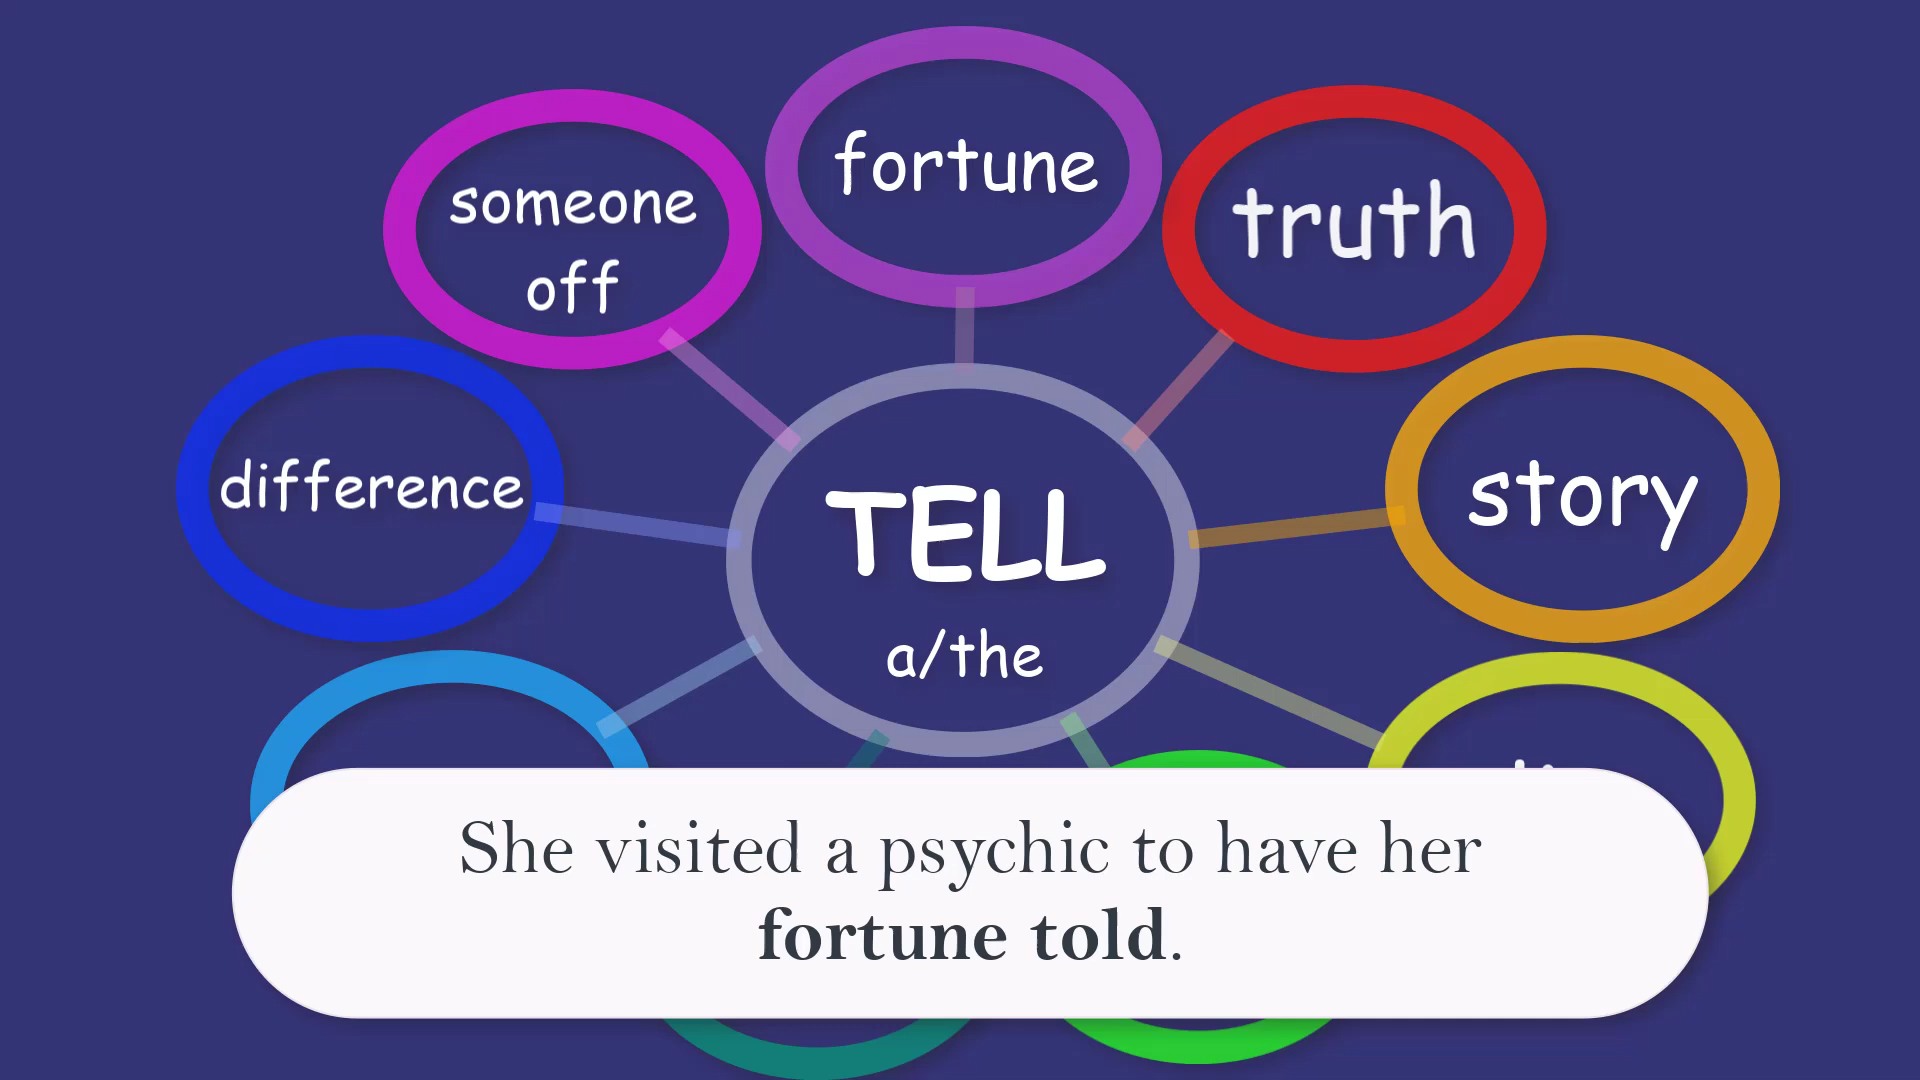 fortune
someone
off
truth
difference
story
TELL
a/the
She visited a psychic to have her
fortune told.